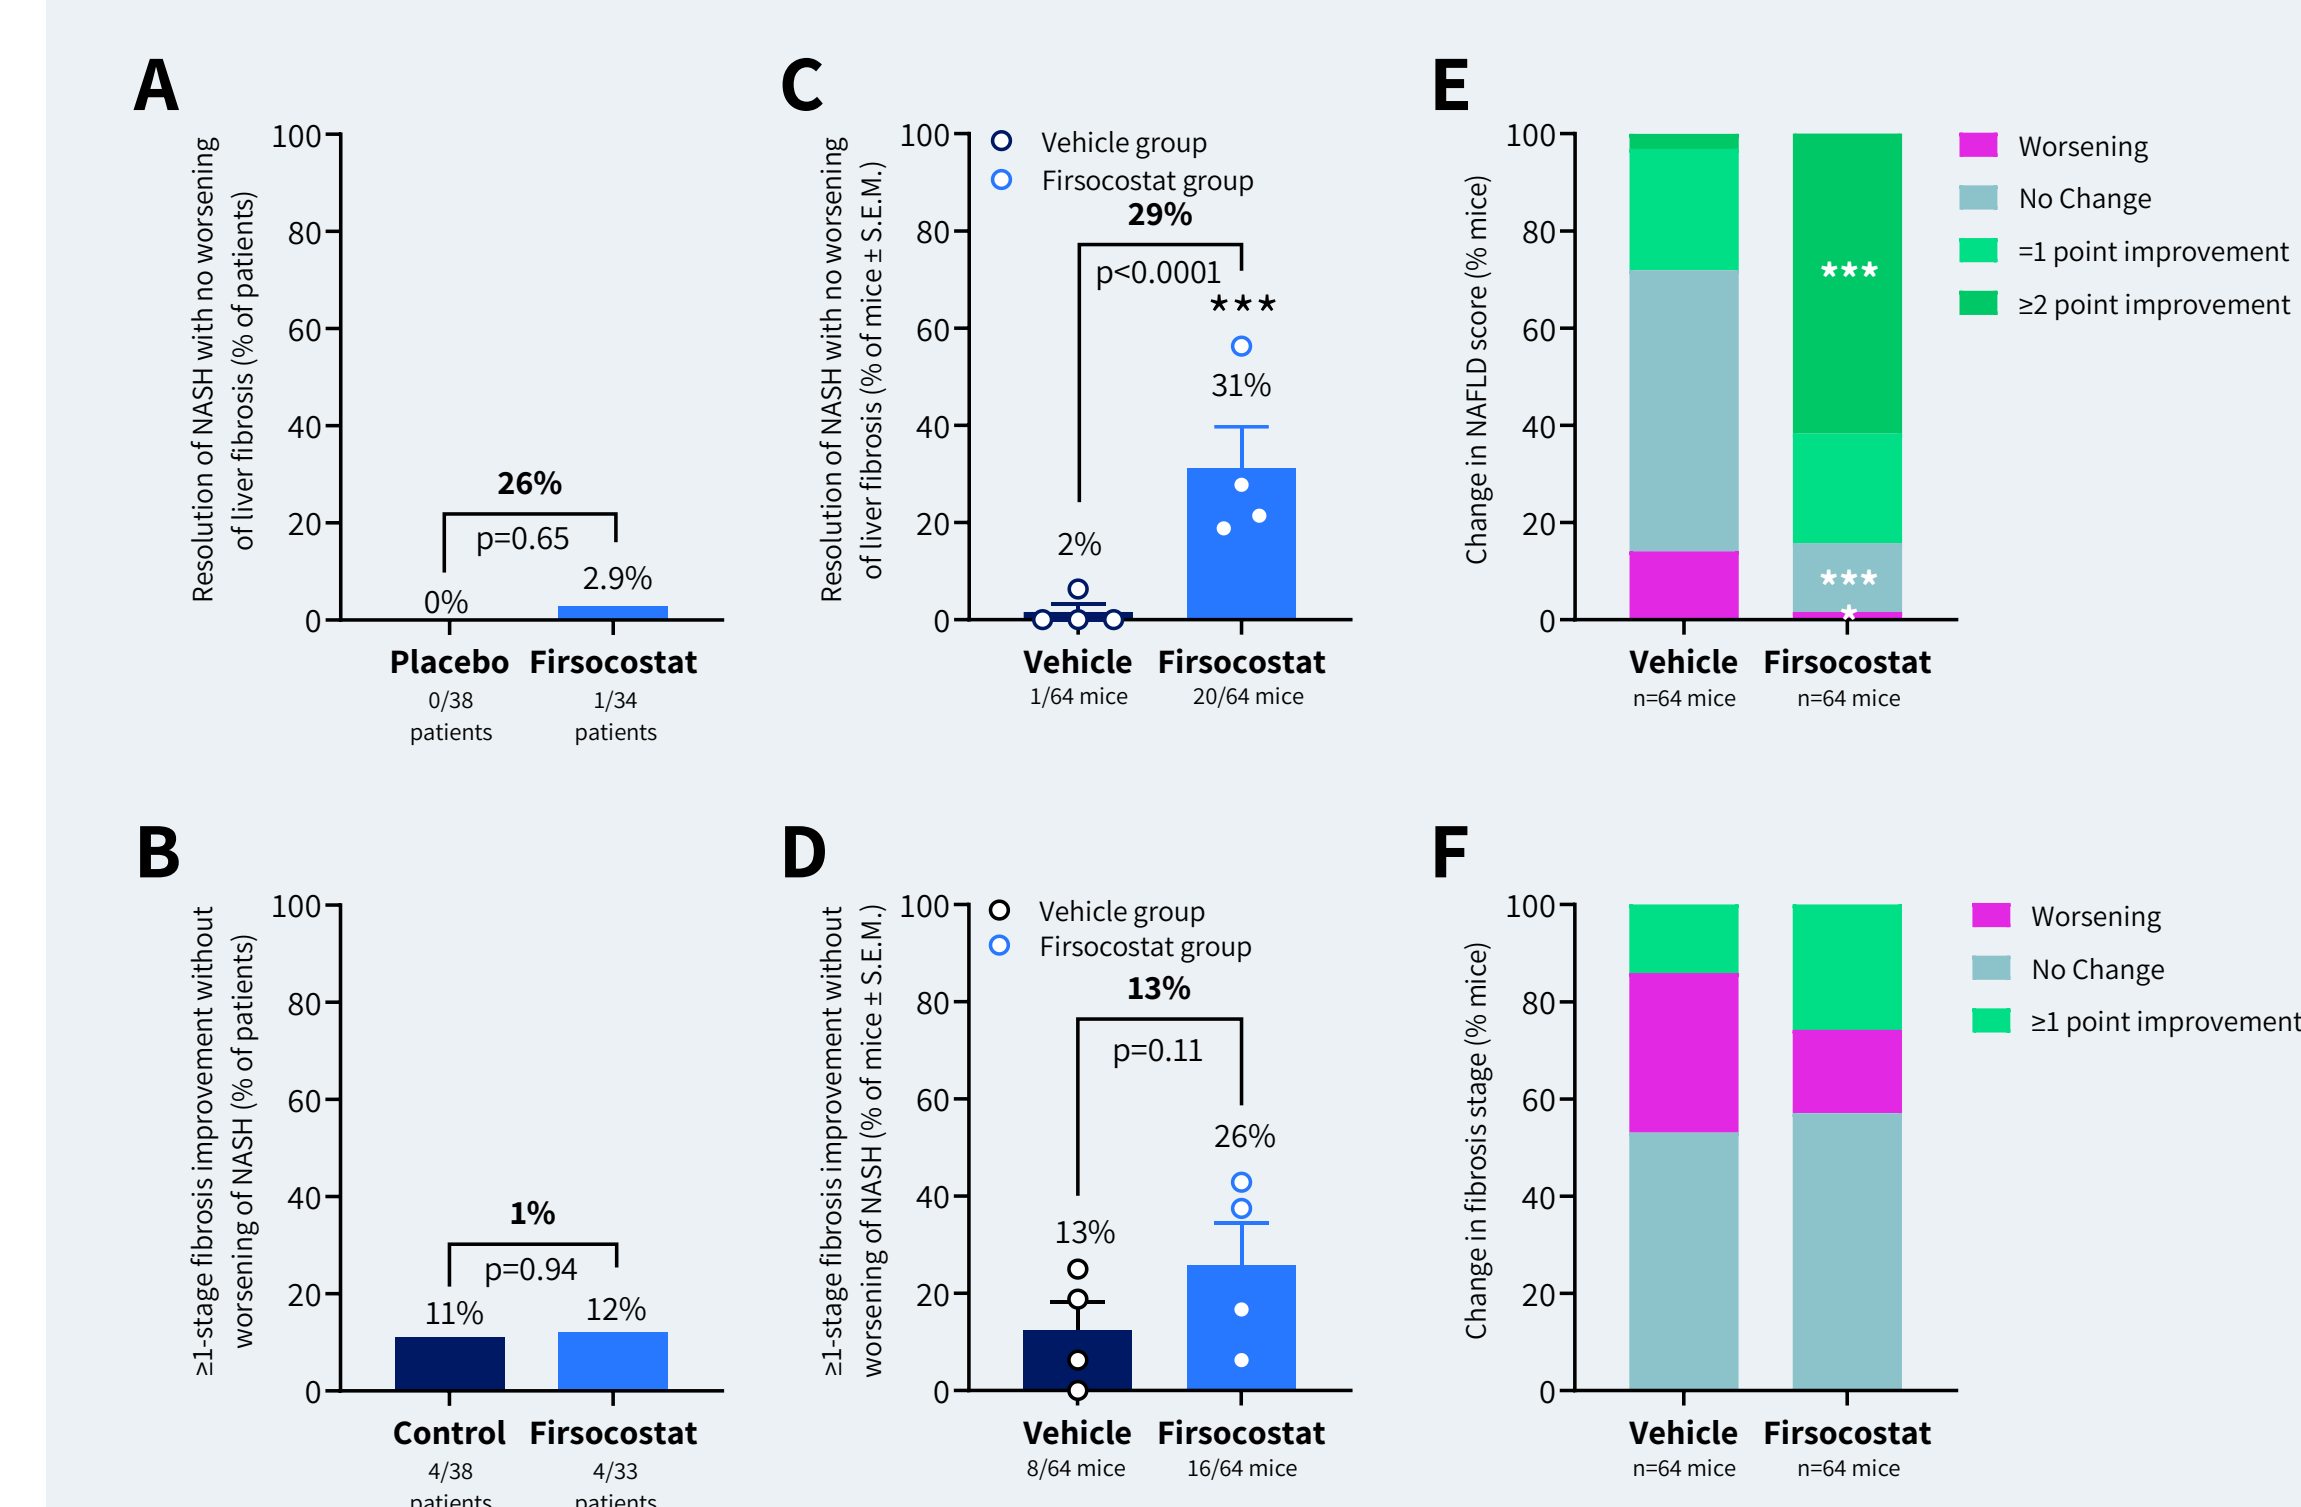 A
Resolution of NASH with no worsening
of liver fibrosis (% of patients)
100
80
60
40
20
0
26%
p=0.65
0%
2.9%
Placebo
Firsocostat
0/38
patients
1/34
patients
C
Resolution of NASH with no worsening
of liver fibrosis (% of mice ± S.E.M.)
100
80
60
40
20
0
Vehicle group
Firsocostat group
29%
p<0.0001
***
31%
2%
Vehicle
Firsocostat
1/64 mice
20/64 mice
E
Change in NAFLD score (% mice)
100
80
60
40
20
0
***
***
*
Vehicle
Firsocostat
n=64 mice
n=64 mice
Worsening
No Change
=1 point improvement
≥2 point improvement
B
≥1-stage fibrosis improvement without
worsening of NASH (% of patients)
100
80
60
40
20
0
1%
p=0.94
11%
12%
Control
Firsocostat
4/38
patients
4/33
patients
D
≥1-stage fibrosis improvement without
worsening of NASH (% of mice ± S.E.M.)
100
80
60
40
20
0
Vehicle group
Firsocostat group
13%
p=0.11
26%
13%
Vehicle
Firsocostat
8/64 mice
16/64 mice
F
Change in fibrosis stage (% mice)
100
80
60
40
20
0
Vehicle
Firsocostat
n=64 mice
n=64 mice
Worsening
No Change
≥1 point improvement